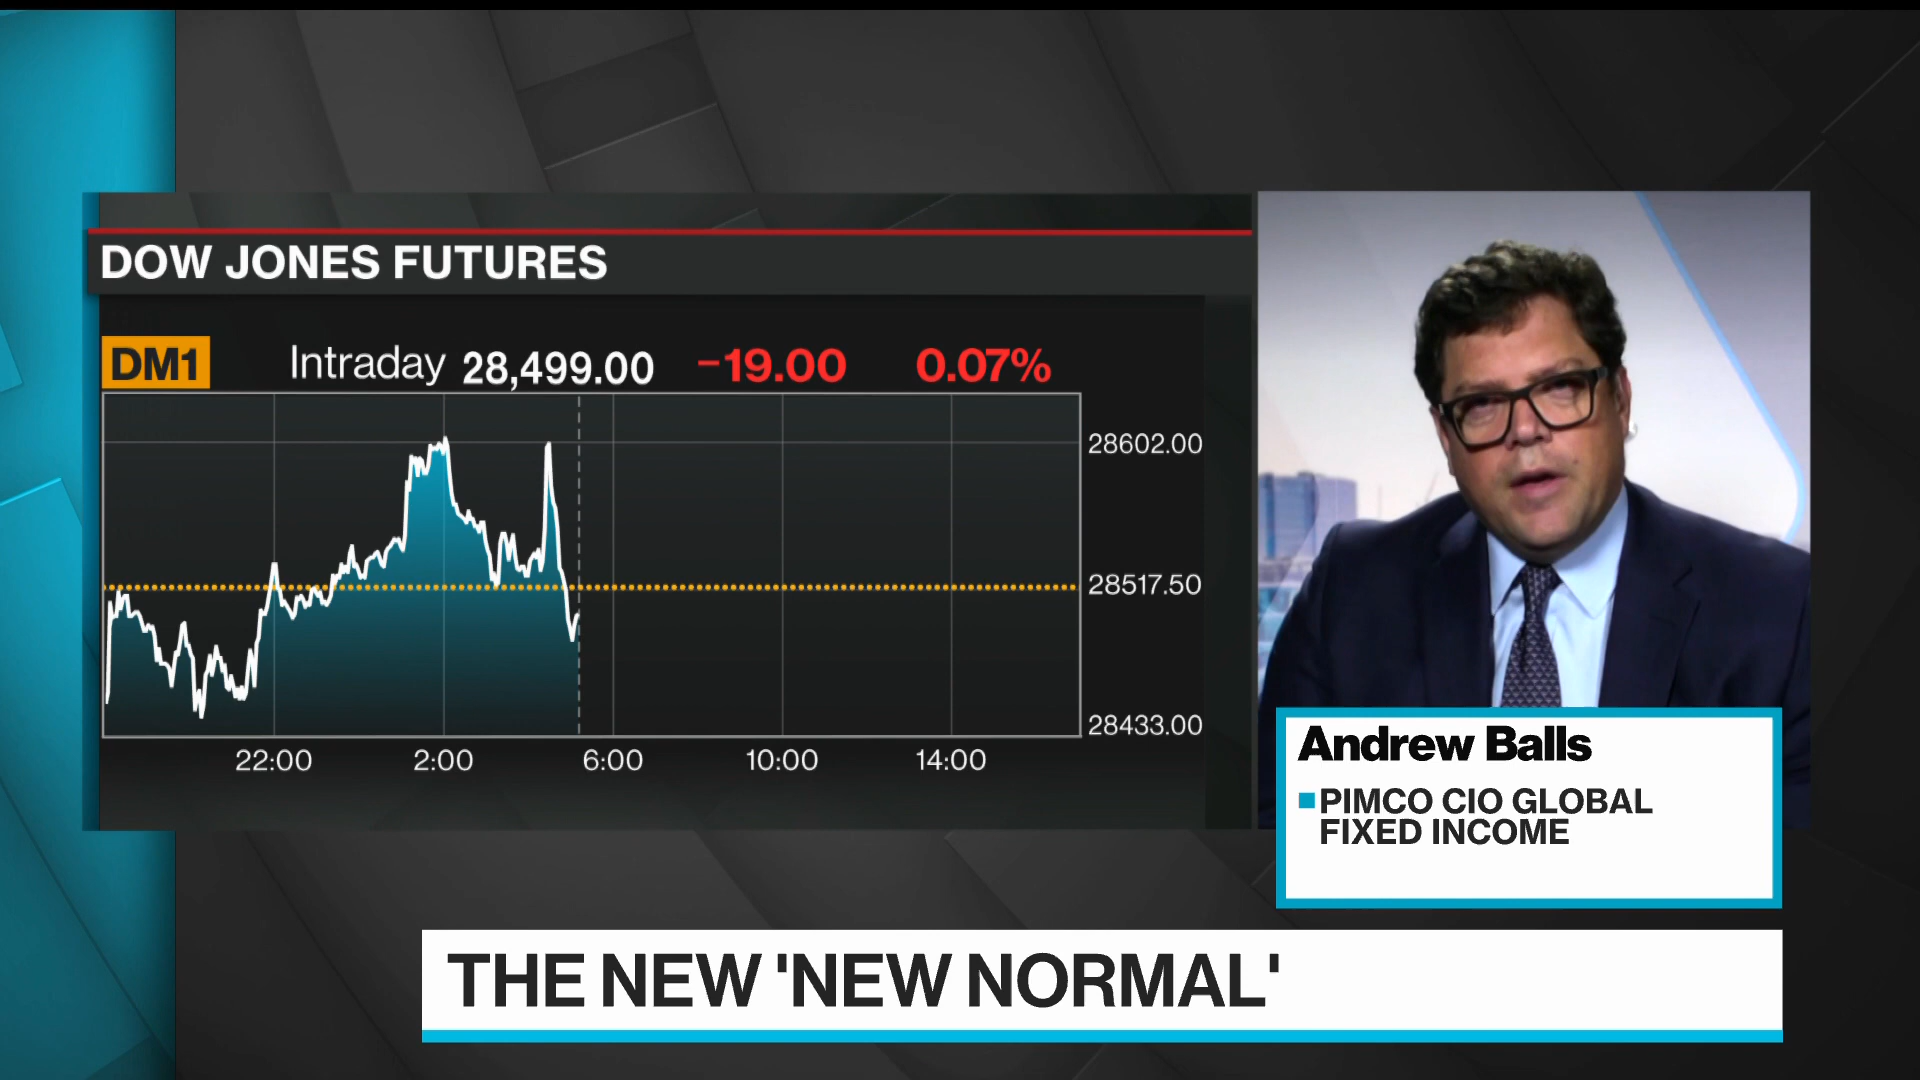 DOW JONES FUTURES
DM1 Intraday 28,499.00 -19.00 0.07%
28602.00
28517.50
28433.00
22:00 2:00 6:00 10:00 14:00
Andrew Balls
PIMCO CIO GLOBAL
FIXED INCOME
THE NEW 'NEW NORMAL'